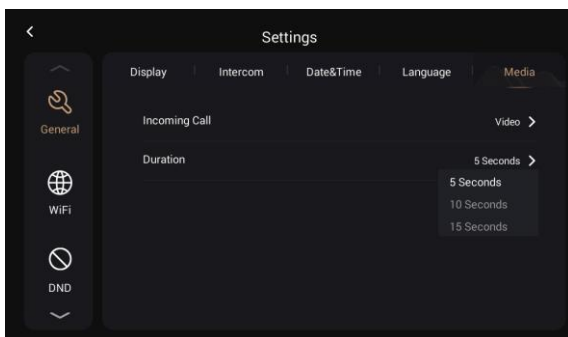 Settings
Display Intercom Date&Time Language Media
General
WiFi
DND
Incoming Call Video
Duration 5 Seconds
5 Seconds
10 Seconds
15 Seconds